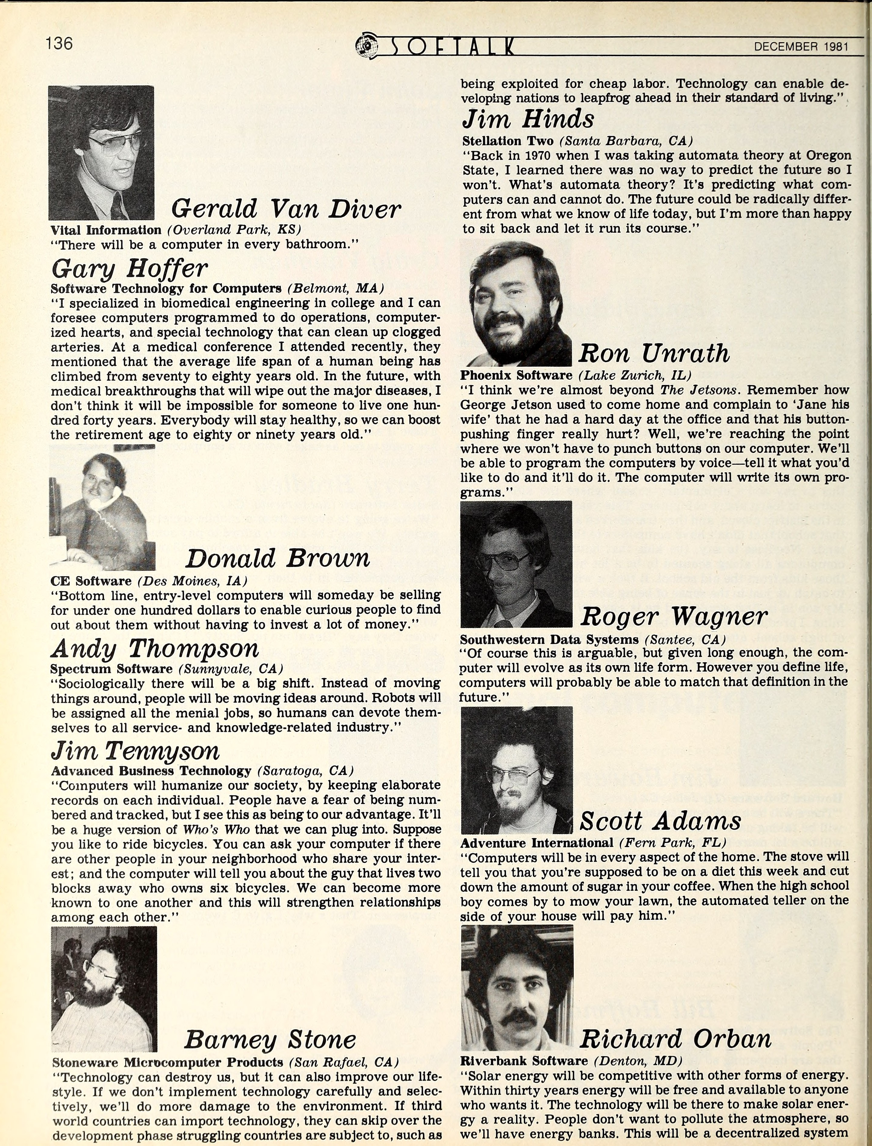 136
SOFTALK
DECEMBER 1981
Gerald Van Diver
Vital Information (Overland Park, KS)
"There will be a computer in every bathroom."
Gary Hoffer
Software Technology for Computers (Belmont, MA)
"I specialized in biomedical engineering in college and I can
foresee computers programmed to do operations, computer-
ized hearts, and special technology that can clean up clogged
arteries. At a medical conference I attended recently, they
mentioned that the average life span of a human being has
climbed from seventy to eighty years old. In the future, with
medical breakthroughs that will wipe out the major diseases, I
don't think it will be impossible for someone to live one hun-
dred forty years. Everybody will stay healthy, so we can boost
the retirement age to eighty or ninety years old."
Donald Brown
CE Software (Des Moines, IA)
"Bottom line, entry-level computers will someday be selling
for under one hundred dollars to enable curious people to find
out about them without having to invest a lot of money."
Andy Thompson
Spectrum Software (Sunnyvale, CA)
"Sociologically there will be a big shift. Instead of moving
things around, people will be moving ideas around. Robots will
be assigned all the menial jobs, so humans can devote them-
selves to all service- and knowledge-related industry."
Jim Tennyson
Advanced Business Technology (Saratoga, CA)
"Computers will humanize our society, by keeping elaborate
records on each individual. People have a fear of being num-
bered and tracked, but I see this as being to our advantage. It'll
be a huge version of Who's Who that we can plug into. Suppose
you like to ride bicycles. You can ask your computer if there
are other people in your neighborhood who share your inter-
est; and the computer will tell you about the guy that lives two
blocks away who owns six bicycles. We can become more
known to one another and this will strengthen relationships
among each other."
Barney Stone
Stoneware Microcomputer Products (San Rafael, CA)
"Technology can destroy us, but it can also improve our life-
style. If we don't implement technology carefully and selec-
tively, we'll do more damage to the environment. If third
world countries can import technology, they can skip over the
development phase struggling countries are subject to, such as
being exploited for cheap labor. Technology can enable de-
veloping nations to leapfrog ahead in their standard of living."
Jim Hinds
Stellation Two (Santa Barbara, CA)
"Back in 1970 when I was taking automata theory at Oregon
State, I learned there was no way to predict the future so I
won't. What's automata theory? It's predicting what com-
puters can and cannot do. The future could be radically differ-
ent from what we know of life today, but I'm more than happy
to sit back and let it run its course."
Ron Unrath
Phoenix Software (Lake Zurich, IL)
"I think we're almost beyond The Jetsons. Remember how
George Jetson used to come home and complain to 'Jane his
wife' that he had a hard day at the office and that his button-
pushing finger really hurt? Well, we're reaching the point
where we won't have to punch buttons on our computer. We'll
be able to program the computers by voice—tell it what you'd
like to do and it'll do it. The computer will write its own pro-
grams."
Roger Wagner
Southwestern Data Systems (Santee, CA)
"Of course this is arguable, but given long enough, the com-
puter will evolve as its own life form. However you define life,
computers will probably be able to match that definition in the
future."
Scott Adams
Adventure International (Fern Park, FL)
"Computers will be in every aspect of the home. The stove will
tell you that you're supposed to be on a diet this week and cut
down the amount of sugar in your coffee. When the high school
boy comes by to mow your lawn, the automated teller on the
side of your house will pay him."
Richard Orban
Riverbank Software (Denton, MD)
"Solar energy will be competitive with other forms of energy.
Within thirty years energy will be free and available to anyone
who wants it. The technology will be there to make solar ener-
gy a reality. People don't want to pollute the atmosphere, so
we'll have energy banks. This will be a decentralized system